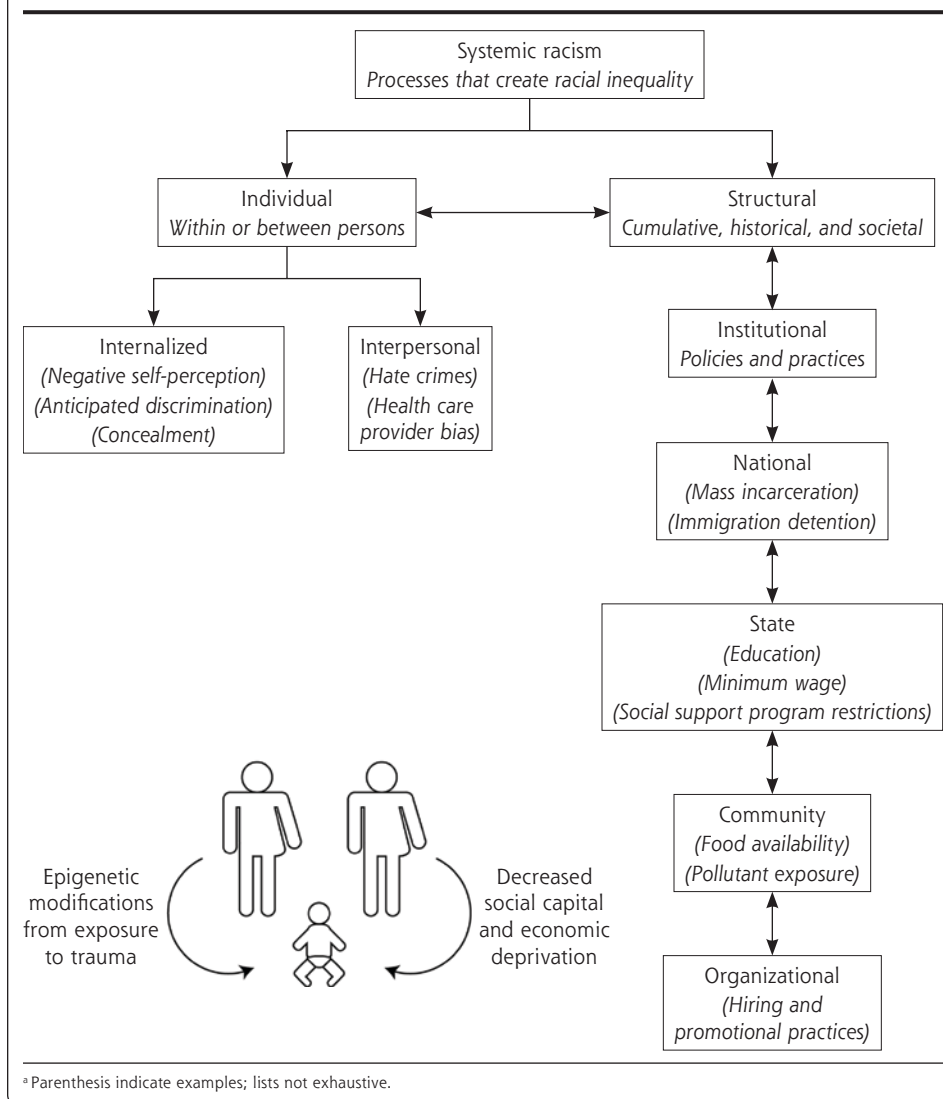 Systemic racism
Processes that create racial inequality
Individual
Within or between persons
Structural
Cumulative, historical, and societal
Internalized
(Negative self-perception)
(Anticipated discrimination)
(Concealment)
Interpersonal
(Hate crimes)
(Health care
provider bias)
Institutional
Policies and practices
National
(Mass incarceration)
(Immigration detention)
State
(Education)
(Minimum wage)
(Social support program restrictions)
Community
(Food availability)
(Pollutant exposure)
Organizational
(Hiring and
promotional practices)
Epigenetic
modifications
from exposure
to trauma
Decreased
social capital
and economic
deprivation
a Parenthesis indicate examples; lists not exhaustive.